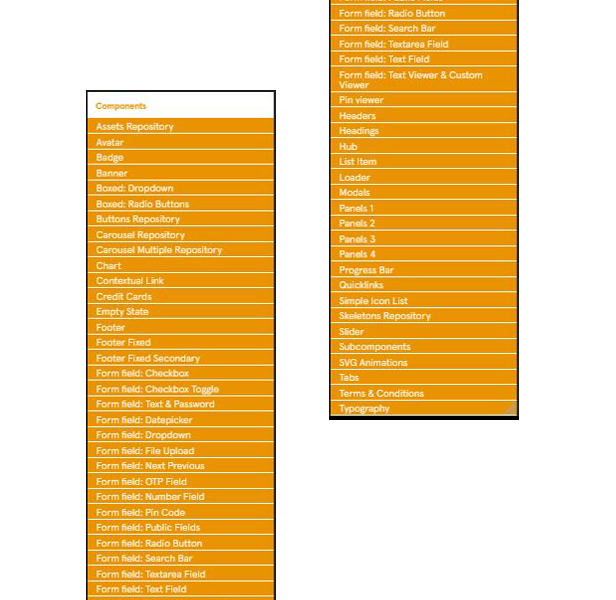 Components
Assets Repository
Avatar
Badge
Banner
Boxed: Dropdown
Boxed: Radio Buttons
Buttons Repository
Carousel Repository
Carousel Multiple Repository
Chart
Contextual Link
Credit Cards
Empty State
Footer
Footer Fixed
Footer Fixed Secondary
Form field: Checkbox
Form field: Checkbox Toggle
Form field: Text & Password
Form field: Datepicker
Form field: Dropdown
Form field: File Upload
Form field: Next Previous
Form field: OTP Field
Form field: Number Field
Form field: Pin Code
Form field: Public Fields
Form field: Radio Button
Form field: Search Bar
Form field: Textarea Field
Form field: Text Field
Form field: Radio Button
Form field: Search Bar
Form field: Textarea Field
Form field: Text Field
Form field: Text Viewer & Custom
Viewer
Pin viewer
Headers
Headings
Hub
List Item
Loader
Modals
Panels 1
Panels 2
Panels 3
Panels 4
Progress Bar
Quicklinks
Simple Icon List
Skeletons Repository
Slider
Subcomponents
SVG Animations
Tabs
Terms & Conditions
Typography